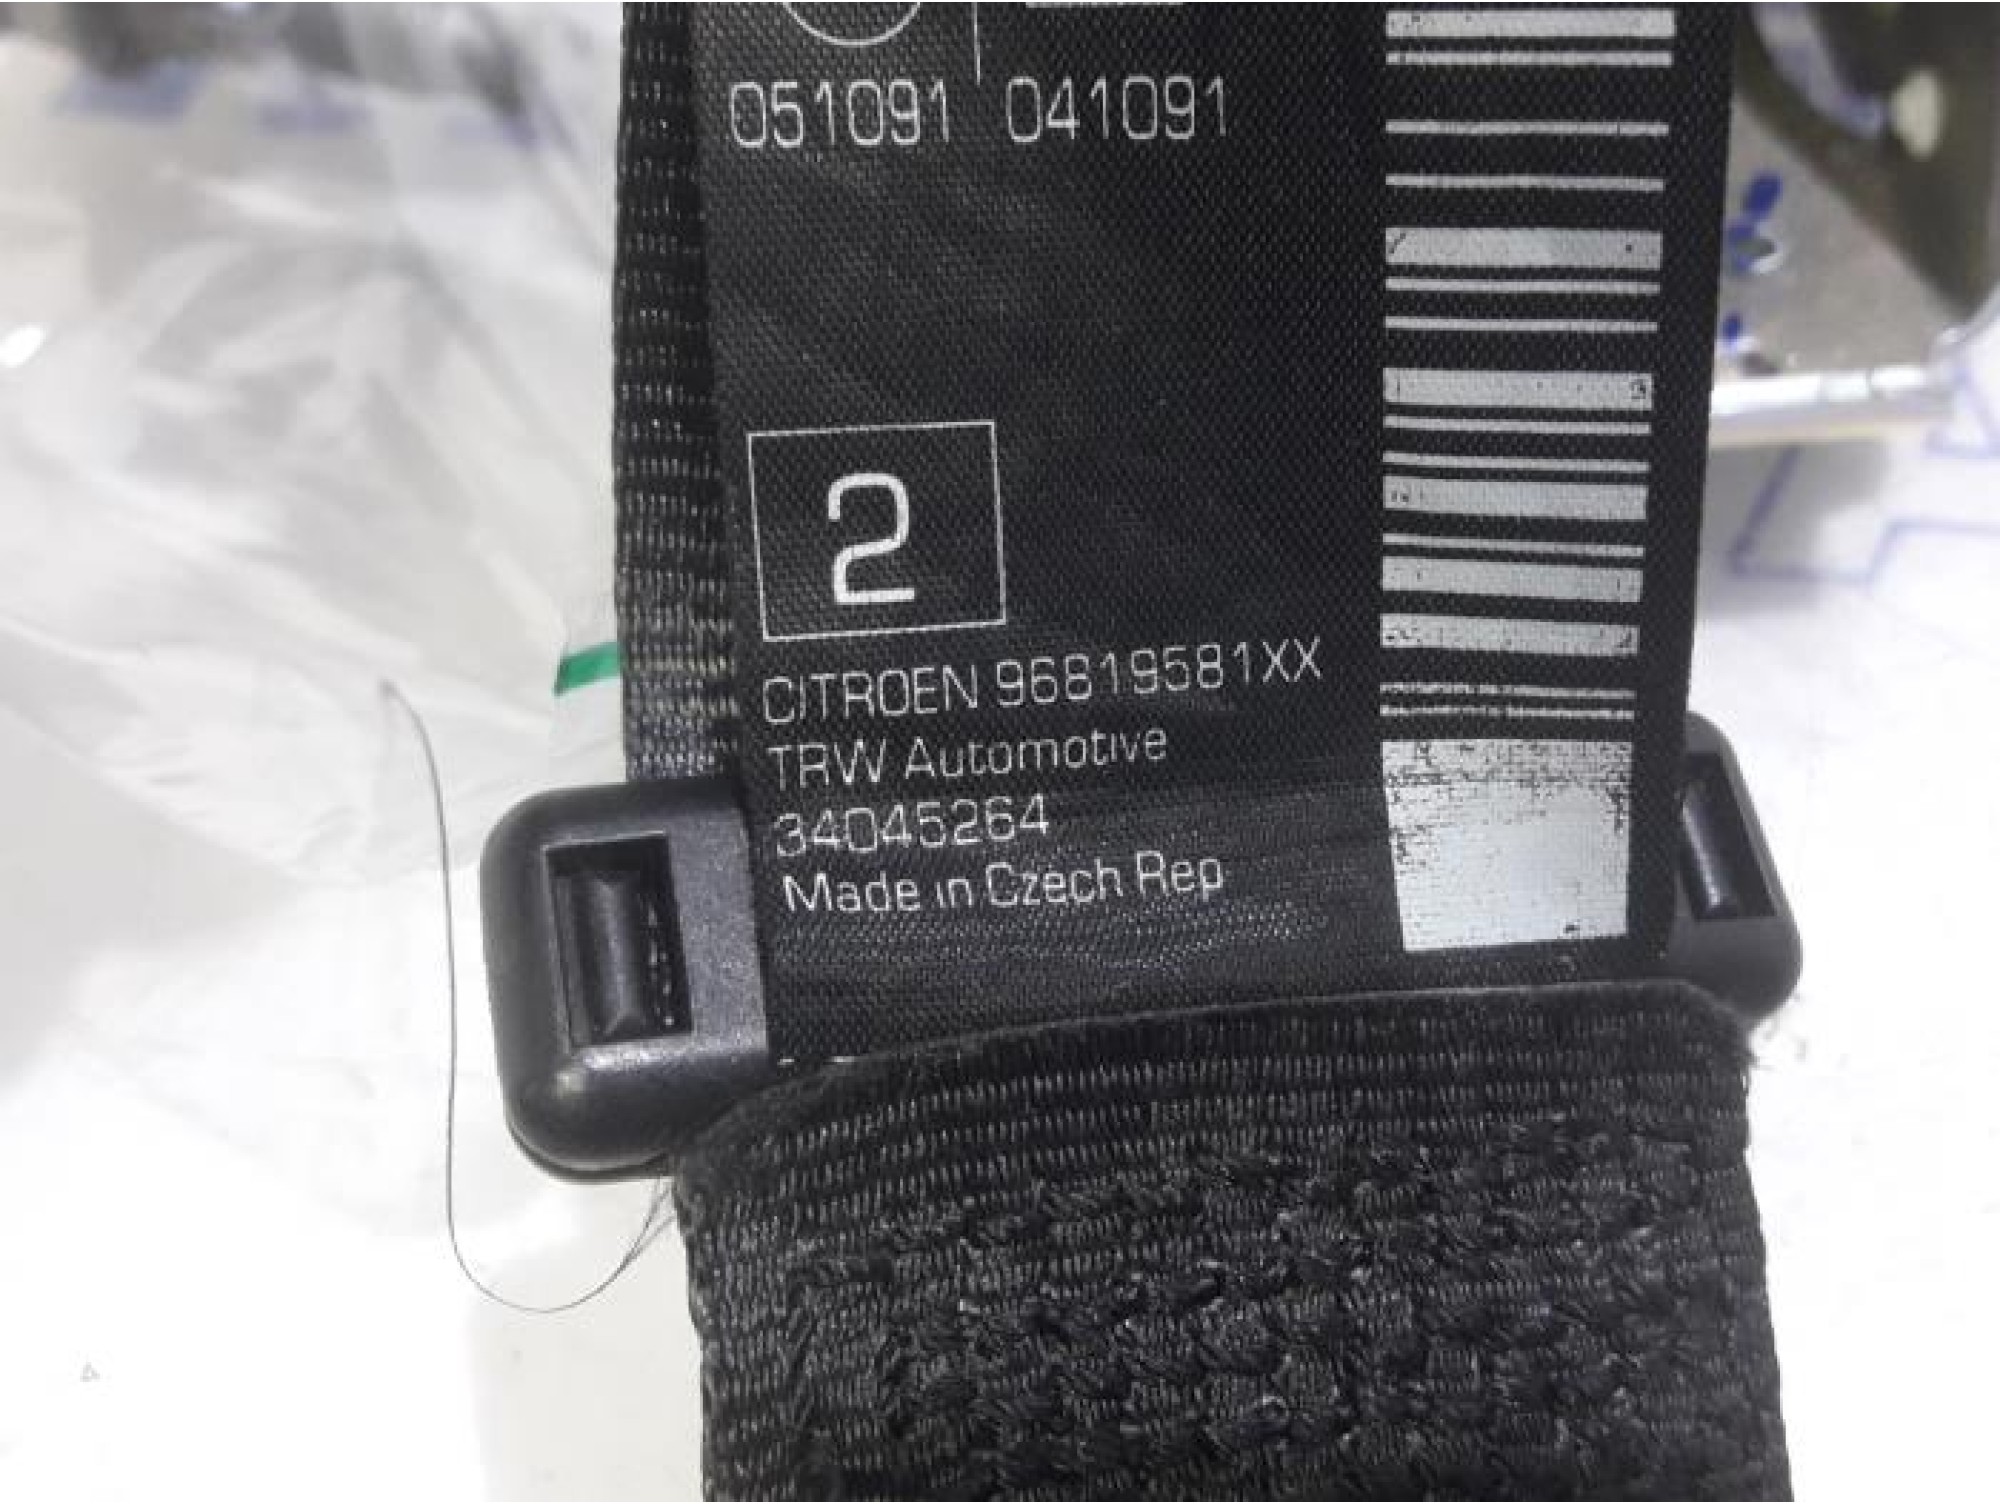 051091 041091
2
CITROEN 96819581XX
TRW Automotive
34045264
Made in Czech Rep